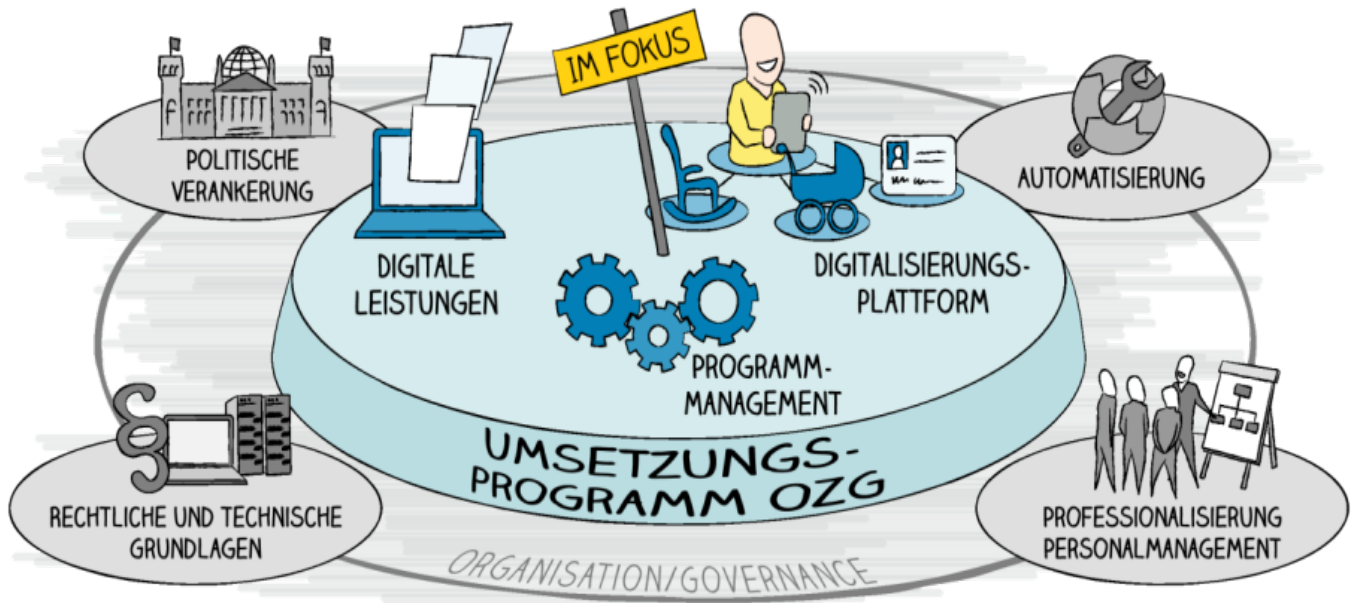 IM FOKUS
POLITISCHE
VERANKERUNG
AUTOMATISIERUNG
DIGITALE
LEISTUNGEN
DIGITALISIERUNGS-
PLATTFORM
PROGRAMM-
MANAGEMENT
UMSETZUNGS-
PROGRAMM OZG
RECHTLICHE UND TECHNISCHE
GRUNDLAGEN
PROFESSIONALISIERUNG
PERSONALMANAGEMENT
ORGANISATION/GOVERNANCE